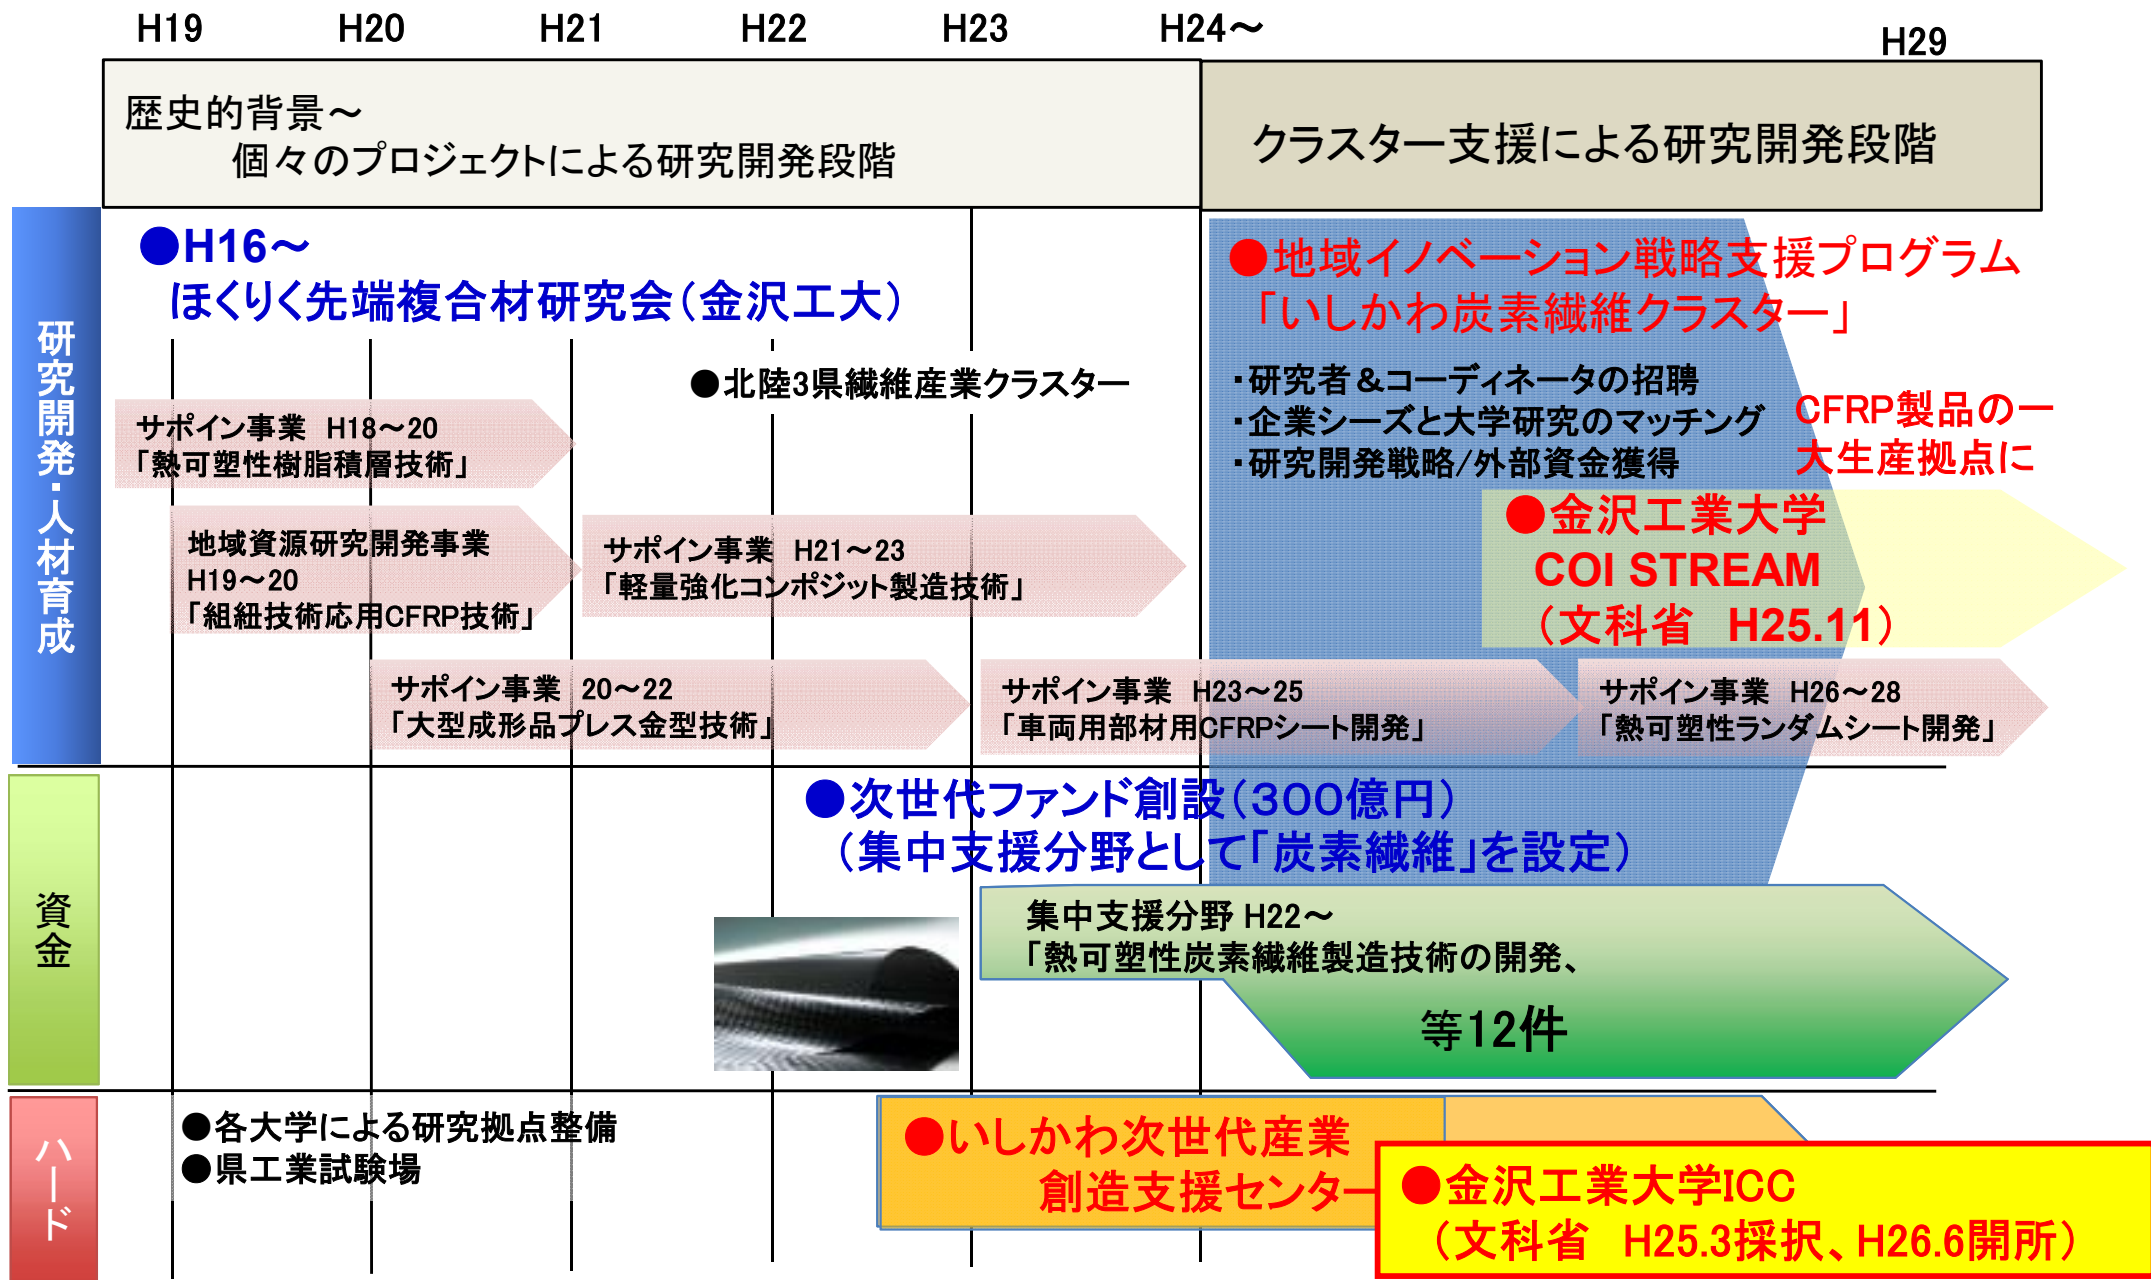 H19 H20 H21 H22 H23 H24～ H29
歴史的背景～
個々のプロジェクトによる研究開発段階
クラスター支援による研究開発段階
研究開発・人材育成
●H16～
ほくりく先端複合材研究会（金沢工大）
●北陸3県繊維産業クラスター
サポイン事業 H18～20
「熱可塑性樹脂積層技術」
地域資源研究開発事業
H19～20
「組紐技術応用CFRP技術」
サポイン事業 H21～23
「軽量強化コンポジット製造技術」
サポイン事業 20～22
「大型成形品プレス金型技術」
サポイン事業 H23～25
「車両用部材用CFRPシート開発」
サポイン事業 H26～28
「熱可塑性ランダムシート開発」
●地域イノベーション戦略支援プログラム
「いしかわ炭素繊維クラスター」
・研究者＆コーディネータの招聘
・企業シーズと大学研究のマッチング
・研究開発戦略/外部資金獲得
CFRP製品の一
大生産拠点に
●金沢工業大学
COI STREAM
（文科省 H25.11）
資金
●次世代ファンド創設（300億円）
（集中支援分野として「炭素繊維」を設定）
集中支援分野 H22～
「熱可塑性炭素繊維製造技術の開発、
等12件
ハード
●各大学による研究拠点整備
●県工業試験場
●いしかわ次世代産業
創造支援センター
●金沢工業大学ICC
（文科省 H25.3採択、H26.6開所）